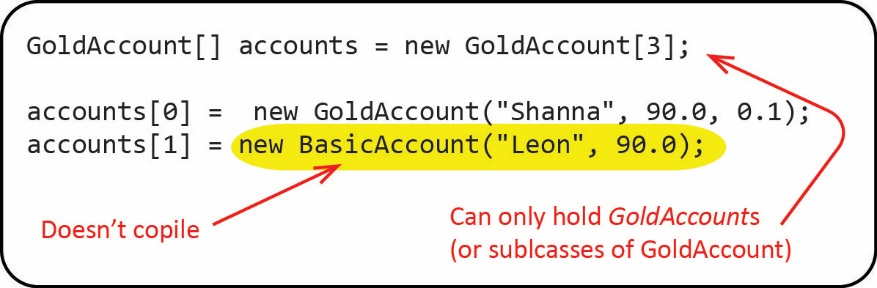 GoldAccount[] accounts = new GoldAccount[3];
accounts[0] =  new GoldAccount("Shanna", 90.0, 0.1);
accounts[1] = new BasicAccount("Leon", 90.0);
Doesn’t copile
Can only hold GoldAccounts
(or sublcasses of GoldAccount)